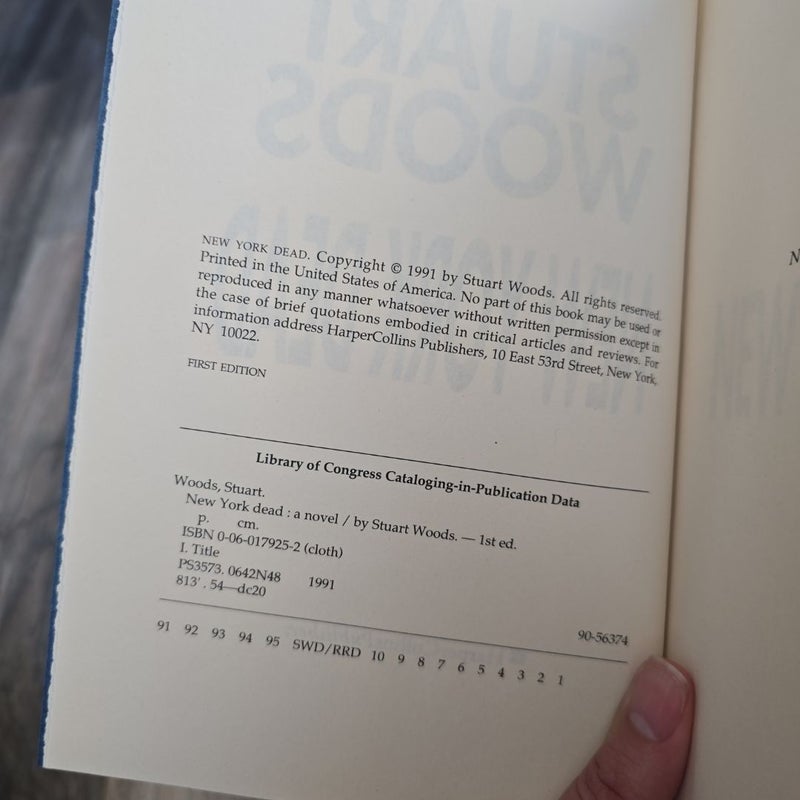 NEW YORK DEAD. Copyright © 1991 by Stuart Woods. All rights reserved.
Printed in the United States of America. No part of this book may be used or
reproduced in any manner whatsoever without written permission except in
the case of brief quotations embodied in critical articles and reviews. For
information address HarperCollins Publishers, 10 East 53rd Street, New York,
NY 10022.
FIRST EDITION
Library of Congress Cataloging-in-Publication Data
Woods, Stuart.
New York dead : a novel / by Stuart Woods. — 1st ed.
p. cm.
ISBN 0-06-017925-2 (cloth)
I. Title
PS3573. 0642N48 1991
813'. 54—dc20
90-56374
91 92 93 94 95 SWD/RRD 10 9 8 7 6 5 4 3 2 1
STUART
WOODS
NEW YORK DEAD
N